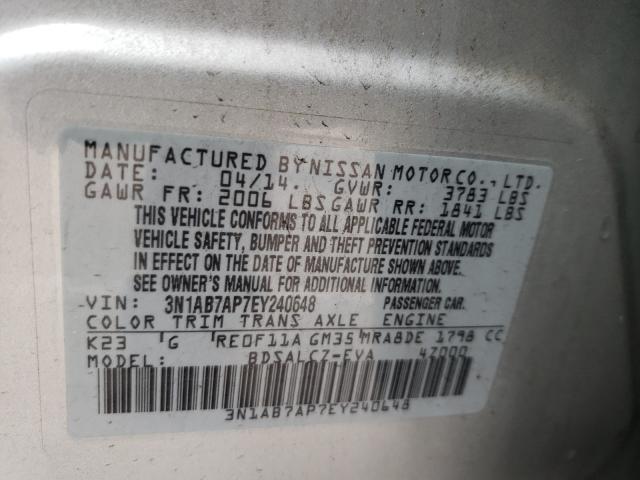 MANUFACTURED BY NISSAN MOTOR CO., LTD.
DATE: 04/14. GVWR: 3783 LBS
GAWR FR: 2006 LBS GAWR RR: 1841 LBS
THIS VEHICLE CONFORMS TO ALL APPLICABLE FEDERAL MOTOR
VEHICLE SAFETY, BUMPER AND THEFT PREVENTION STANDARDS
IN EFFECT ON THE DATE OF MANUFACTURE SHOWN ABOVE.
SEE OWNER'S MANUAL FOR ADDITIONAL INFORMATION.
VIN: 3N1AB7AP7EY240648 PASSENGER CAR.
COLOR TRIM TRANS AXLE ENGINE
K23 G RE0F11A GM35 MRA8DE 1798 CC
BDSALCZ-EVA 47000
3N1AB7AP7EY240648